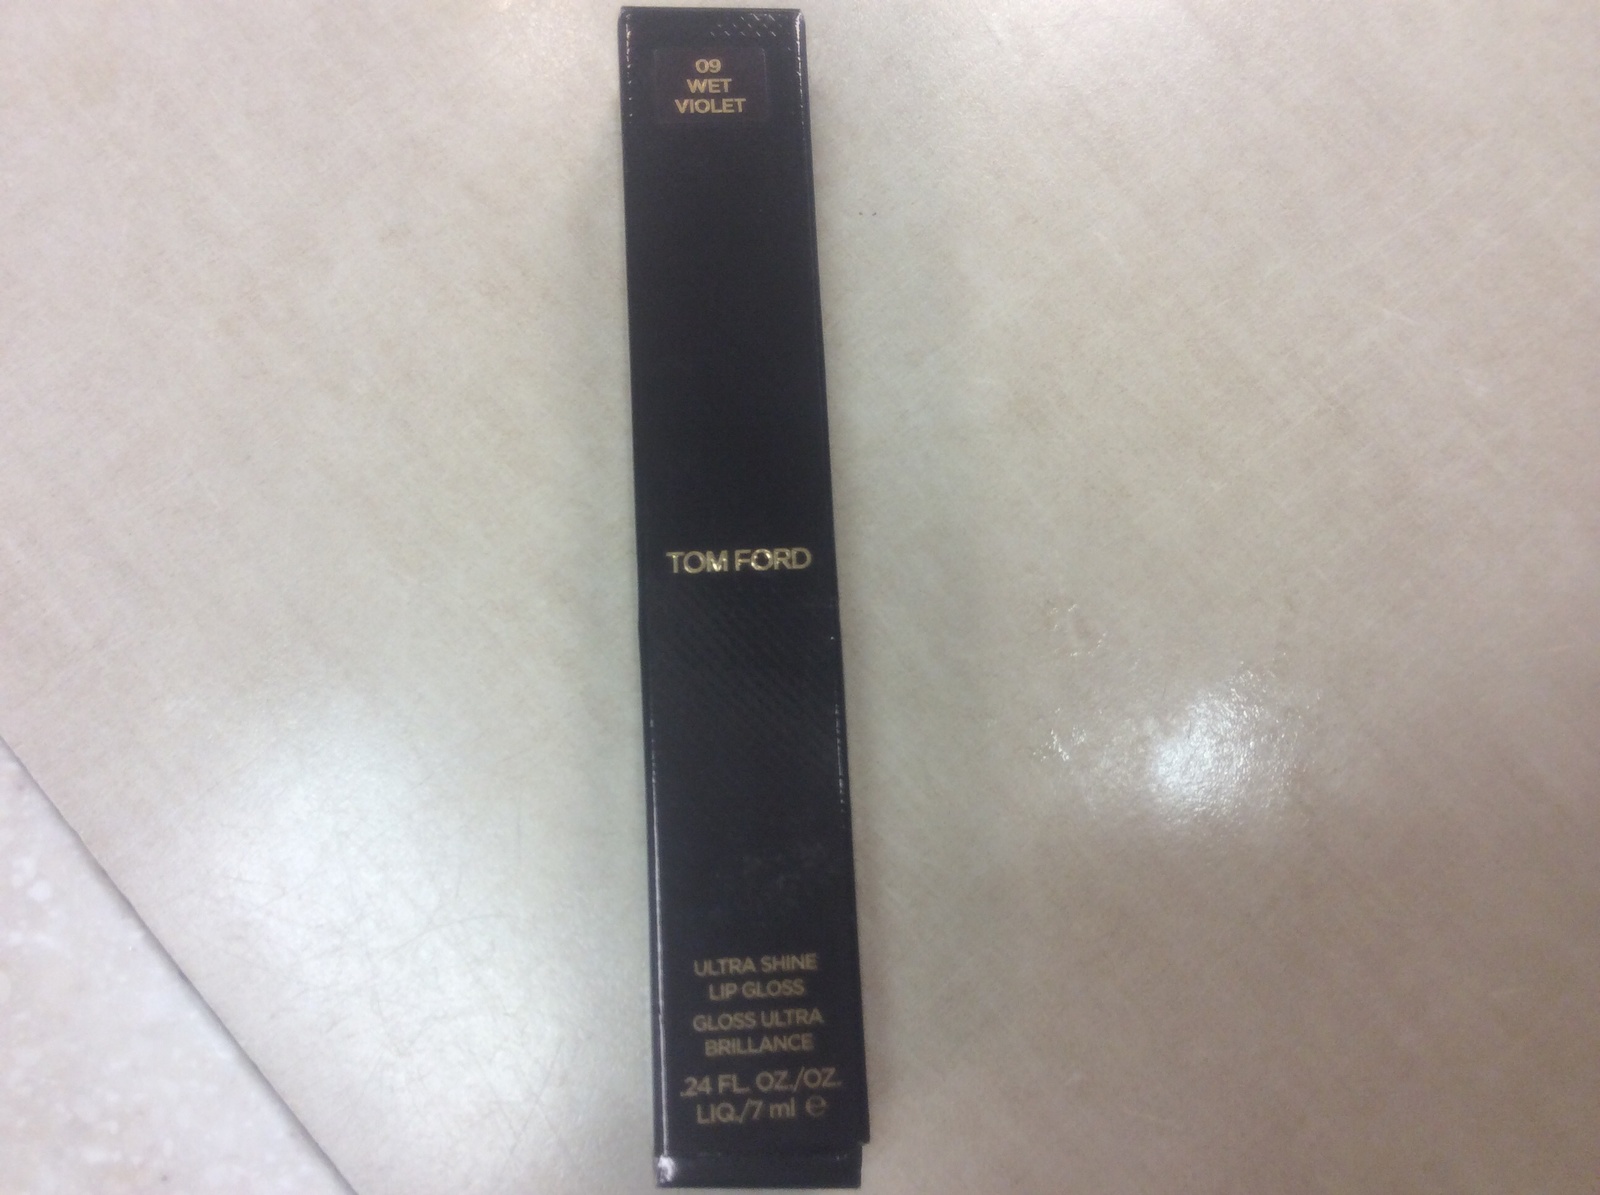 09
WET
VIOLET
TOM FORD
ULTRA SHINE
LIP GLOSS
GLOSS ULTRA
BRILLANCE
.24 FL. OZ./OZ.
LIQ./7 ml ℮